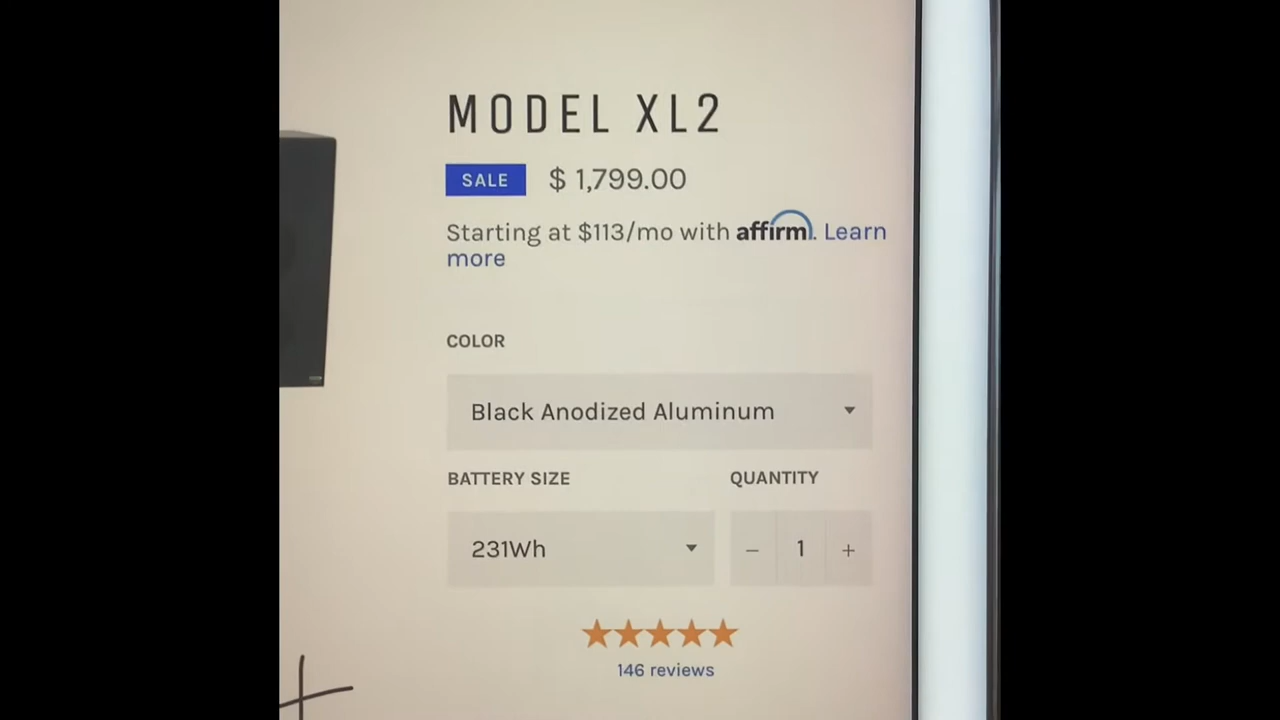 MODEL XL2
SALE $ 1,799.00
Starting at $113/mo with affirm. Learn
more
COLOR
Black Anodized Aluminum
BATTERY SIZE QUANTITY
231Wh − 1 +
146 reviews